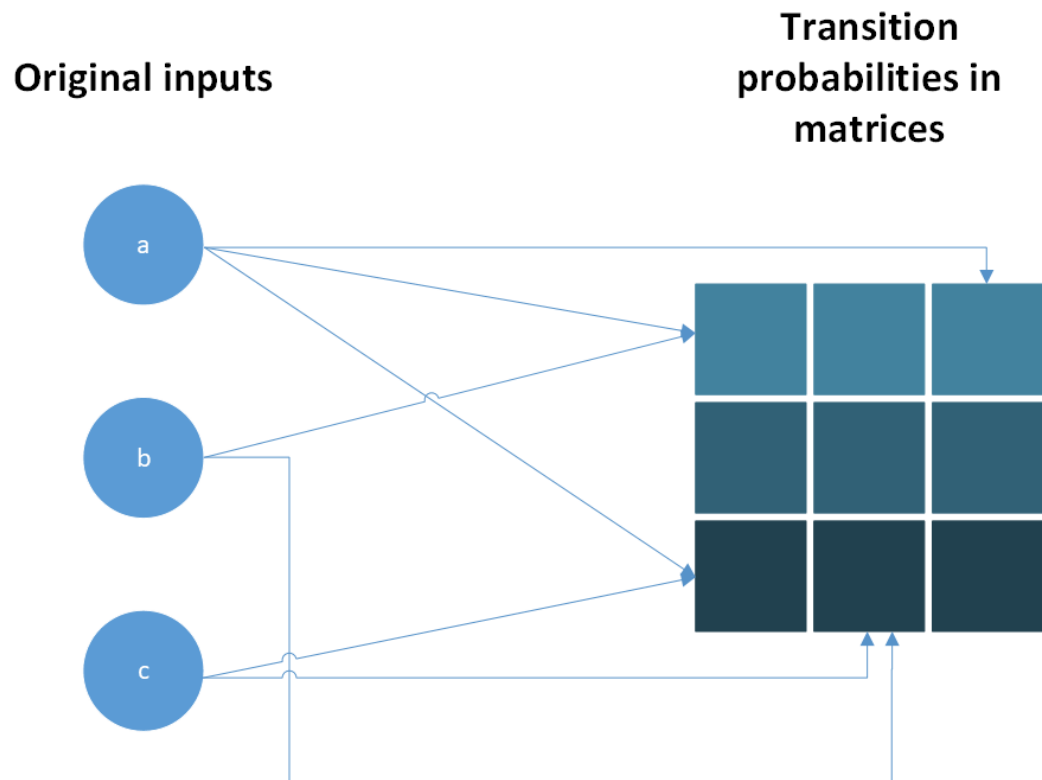 Original inputs
Transition
probabilities in
matrices
a
b
c